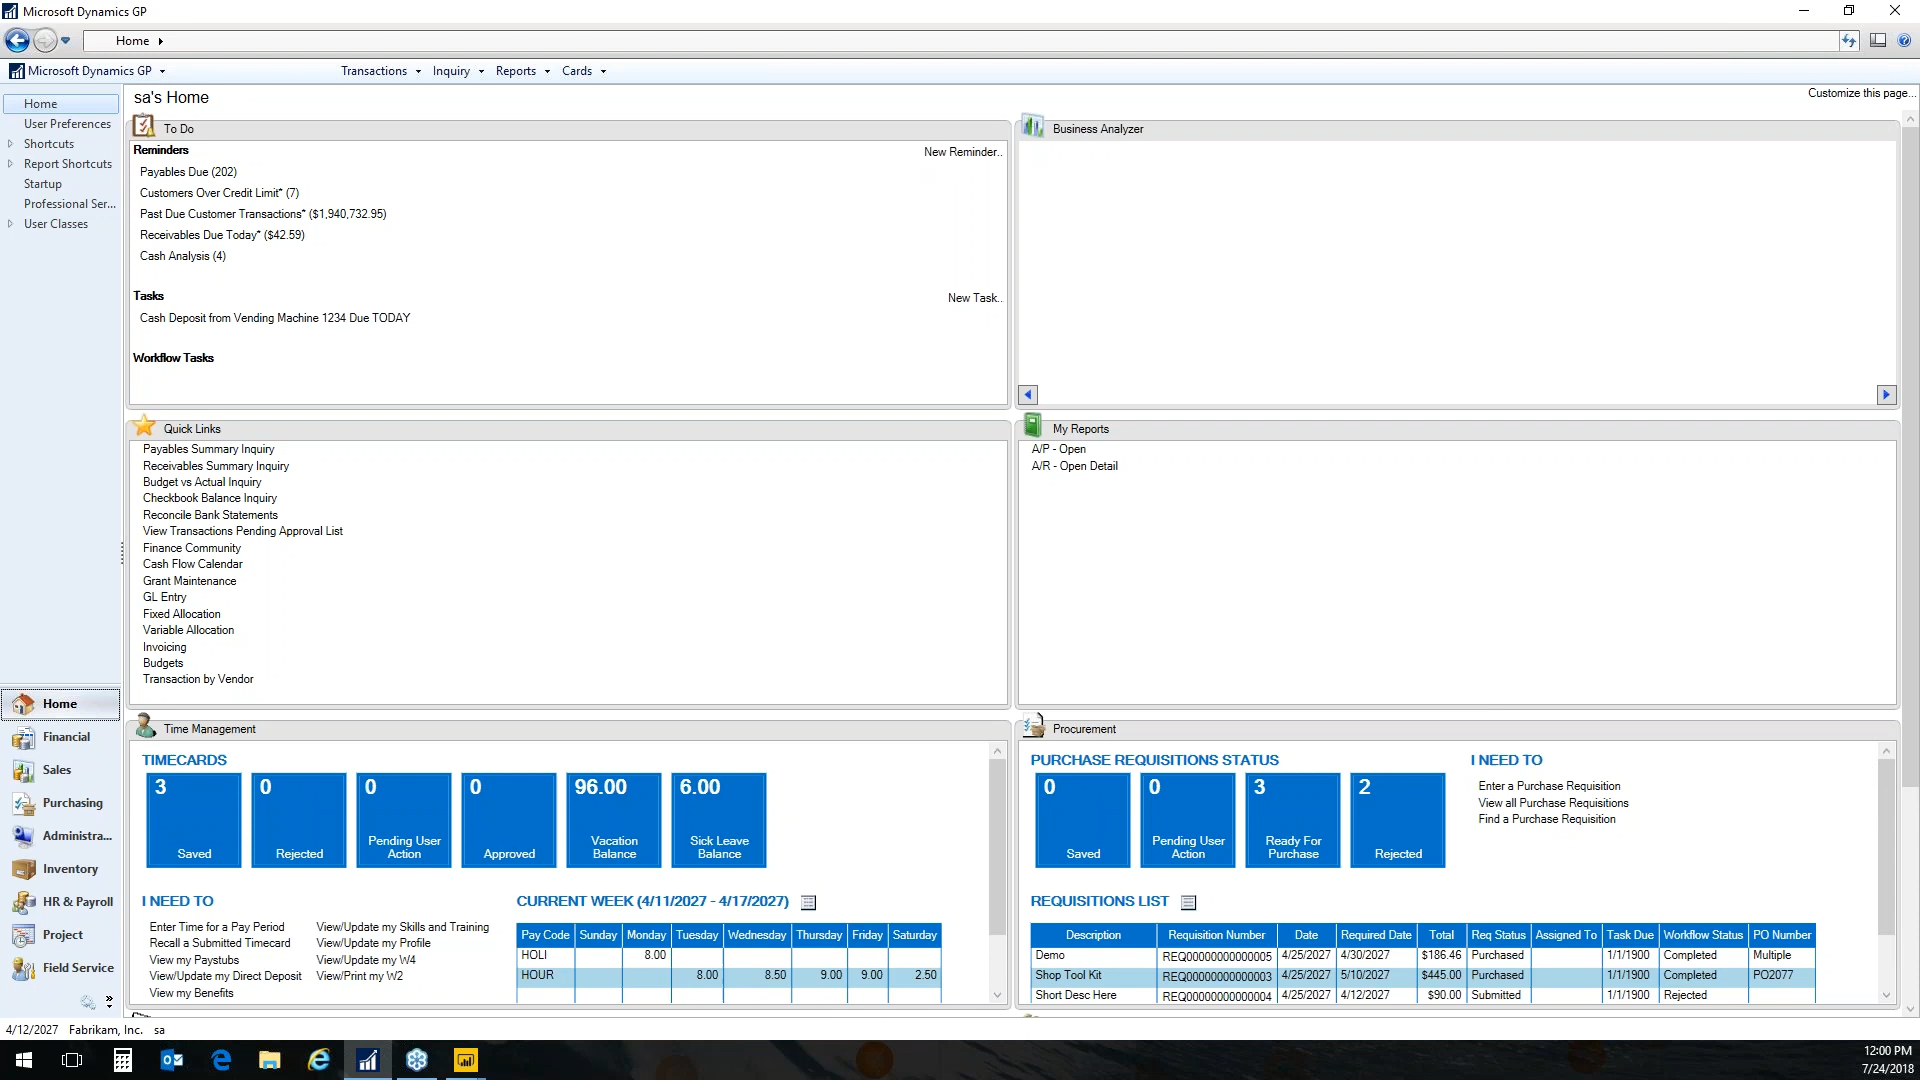 Microsoft Dynamics GP
Home
Microsoft Dynamics GP Transactions Inquiry Reports Cards
Home
User Preferences
Shortcuts
Report Shortcuts
Startup
Professional Ser...
User Classes
Home
Financial
Sales
Purchasing
Administra...
Inventory
HR & Payroll
Project
Field Service
sa's Home
Customize this page...
To Do
Reminders
New Reminder..
Payables Due (202)
Customers Over Credit Limit* (7)
Past Due Customer Transactions* ($1,940,732.95)
Receivables Due Today* ($42.59)
Cash Analysis (4)
Tasks
New Task..
Cash Deposit from Vending Machine 1234 Due TODAY
Workflow Tasks
Business Analyzer
Quick Links
Payables Summary Inquiry
Receivables Summary Inquiry
Budget vs Actual Inquiry
Checkbook Balance Inquiry
Reconcile Bank Statements
View Transactions Pending Approval List
Finance Community
Cash Flow Calendar
Grant Maintenance
GL Entry
Fixed Allocation
Variable Allocation
Invoicing
Budgets
Transaction by Vendor
My Reports
A/P - Open
A/R - Open Detail
Time Management
TIMECARDS
3 Saved
0 Rejected
0 Pending User Action
0 Approved
96.00 Vacation Balance
6.00 Sick Leave Balance
I NEED TO
Enter Time for a Pay Period
Recall a Submitted Timecard
View my Paystubs
View/Update my Direct Deposit
View my Benefits
View/Update my Skills and Training
View/Update my Profile
View/Update my W4
View/Print my W2
CURRENT WEEK (4/11/2027 - 4/17/2027)
Pay Code Sunday Monday Tuesday Wednesday Thursday Friday Saturday
HOLI 8.00
HOUR 8.00 8.50 9.00 9.00 2.50
Procurement
PURCHASE REQUISITIONS STATUS
0 Saved
0 Pending User Action
3 Ready For Purchase
2 Rejected
I NEED TO
Enter a Purchase Requisition
View all Purchase Requisitions
Find a Purchase Requisition
REQUISITIONS LIST
Description Requisition Number Date Required Date Total Req Status Assigned To Task Due Workflow Status PO Number
Demo REQ00000000000005 4/25/2027 4/30/2027 $186.46 Purchased 1/1/1900 Completed Multiple
Shop Tool Kit REQ00000000000003 4/25/2027 5/10/2027 $445.00 Purchased 1/1/1900 Completed PO2077
Short Desc Here REQ00000000000004 4/25/2027 4/12/2027 $90.00 Submitted 1/1/1900 Rejected
4/12/2027 Fabrikam, Inc. sa
12:00 PM
7/24/2018